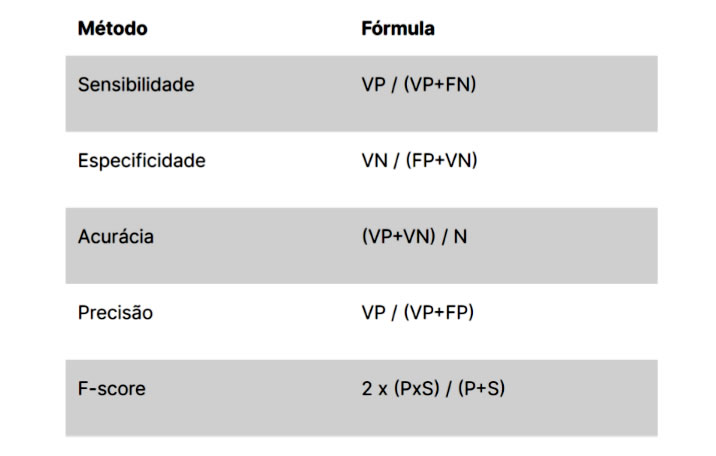 Método Fórmula
Sensibilidade VP / (VP+FN)
Especificidade VN / (FP+VN)
Acurácia (VP+VN) / N
Precisão VP / (VP+FP)
F-score 2 x (PxS) / (P+S)